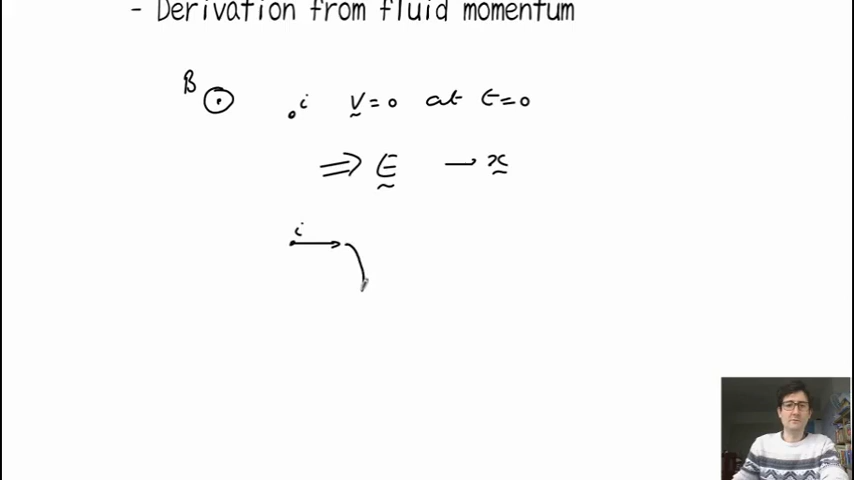 - Derivation from fluid momentum
B ⊙ i v = 0 at t = 0
⇒ E → x
i